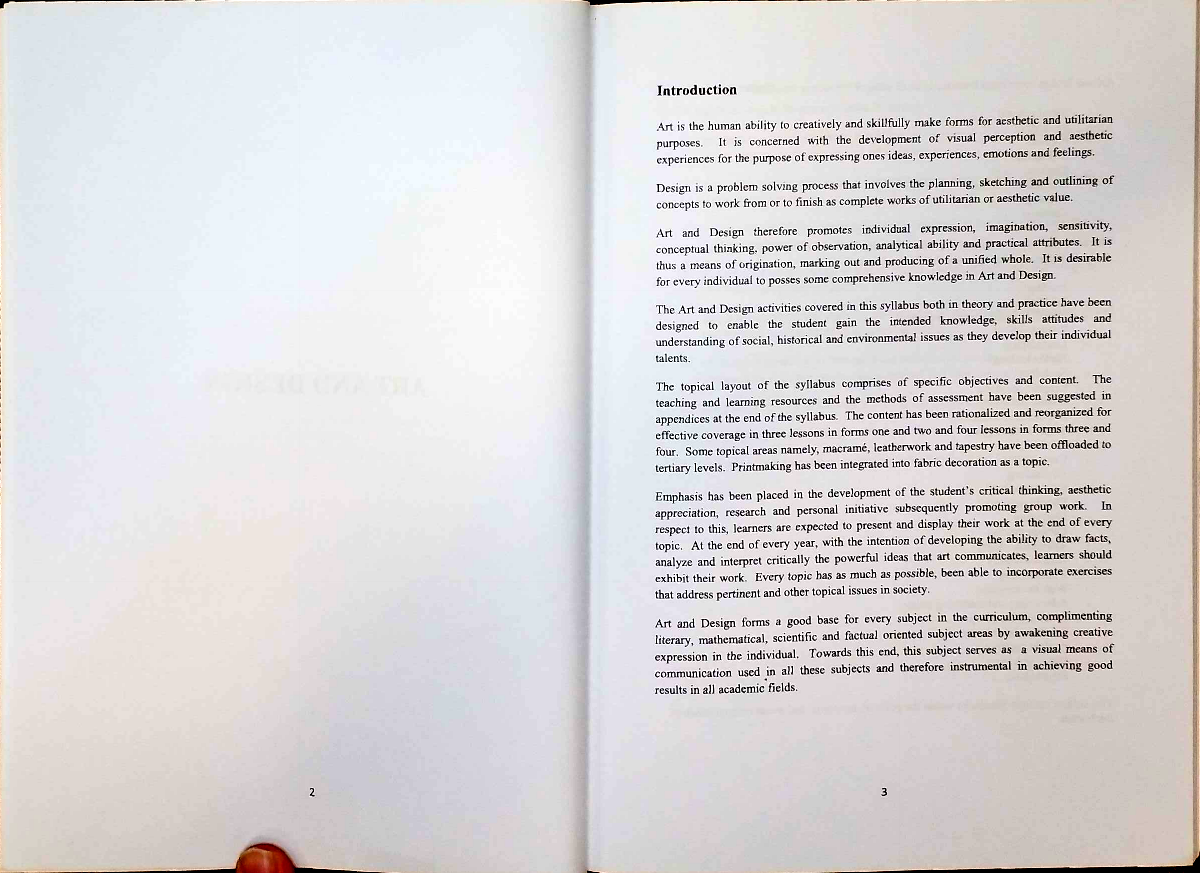 Introduction
Art is the human ability to creatively and skillfully make forms for aesthetic and utilitarian
purposes. It is concerned with the development of visual perception and aesthetic
experiences for the purpose of expressing ones ideas, experiences, emotions and feelings.
Design is a problem solving process that involves the planning, sketching and outlining of
concepts to work from or to finish as complete works of utilitarian or aesthetic value.
Art and Design therefore promotes individual expression, imagination, sensitivity,
conceptual thinking, power of observation, analytical ability and practical attributes. It is
thus a means of origination, marking out and producing of a unified whole. It is desirable
for every individual to posses some comprehensive knowledge in Art and Design.
The Art and Design activities covered in this syllabus both in theory and practice have been
designed to enable the student gain the intended knowledge, skills attitudes and
understanding of social, historical and environmental issues as they develop their individual
talents.
The topical layout of the syllabus comprises of specific objectives and content. The
teaching and learning resources and the methods of assessment have been suggested in
appendices at the end of the syllabus. The content has been rationalized and reorganized for
effective coverage in three lessons in forms one and two and four lessons in forms three and
four. Some topical areas namely, macramé, leatherwork and tapestry have been offloaded to
tertiary levels. Printmaking has been integrated into fabric decoration as a topic.
Emphasis has been placed in the development of the student's critical thinking, aesthetic
appreciation, research and personal initiative subsequently promoting group work. In
respect to this, learners are expected to present and display their work at the end of every
topic. At the end of every year, with the intention of developing the ability to draw facts,
analyze and interpret critically the powerful ideas that art communicates, learners should
exhibit their work. Every topic has as much as possible, been able to incorporate exercises
that address pertinent and other topical issues in society.
Art and Design forms a good base for every subject in the curriculum, complimenting
literary, mathematical, scientific and factual oriented subject areas by awakening creative
expression in the individual. Towards this end, this subject serves as a visual means of
communication used in all these subjects and therefore instrumental in achieving good
results in all academic fields.
2
3